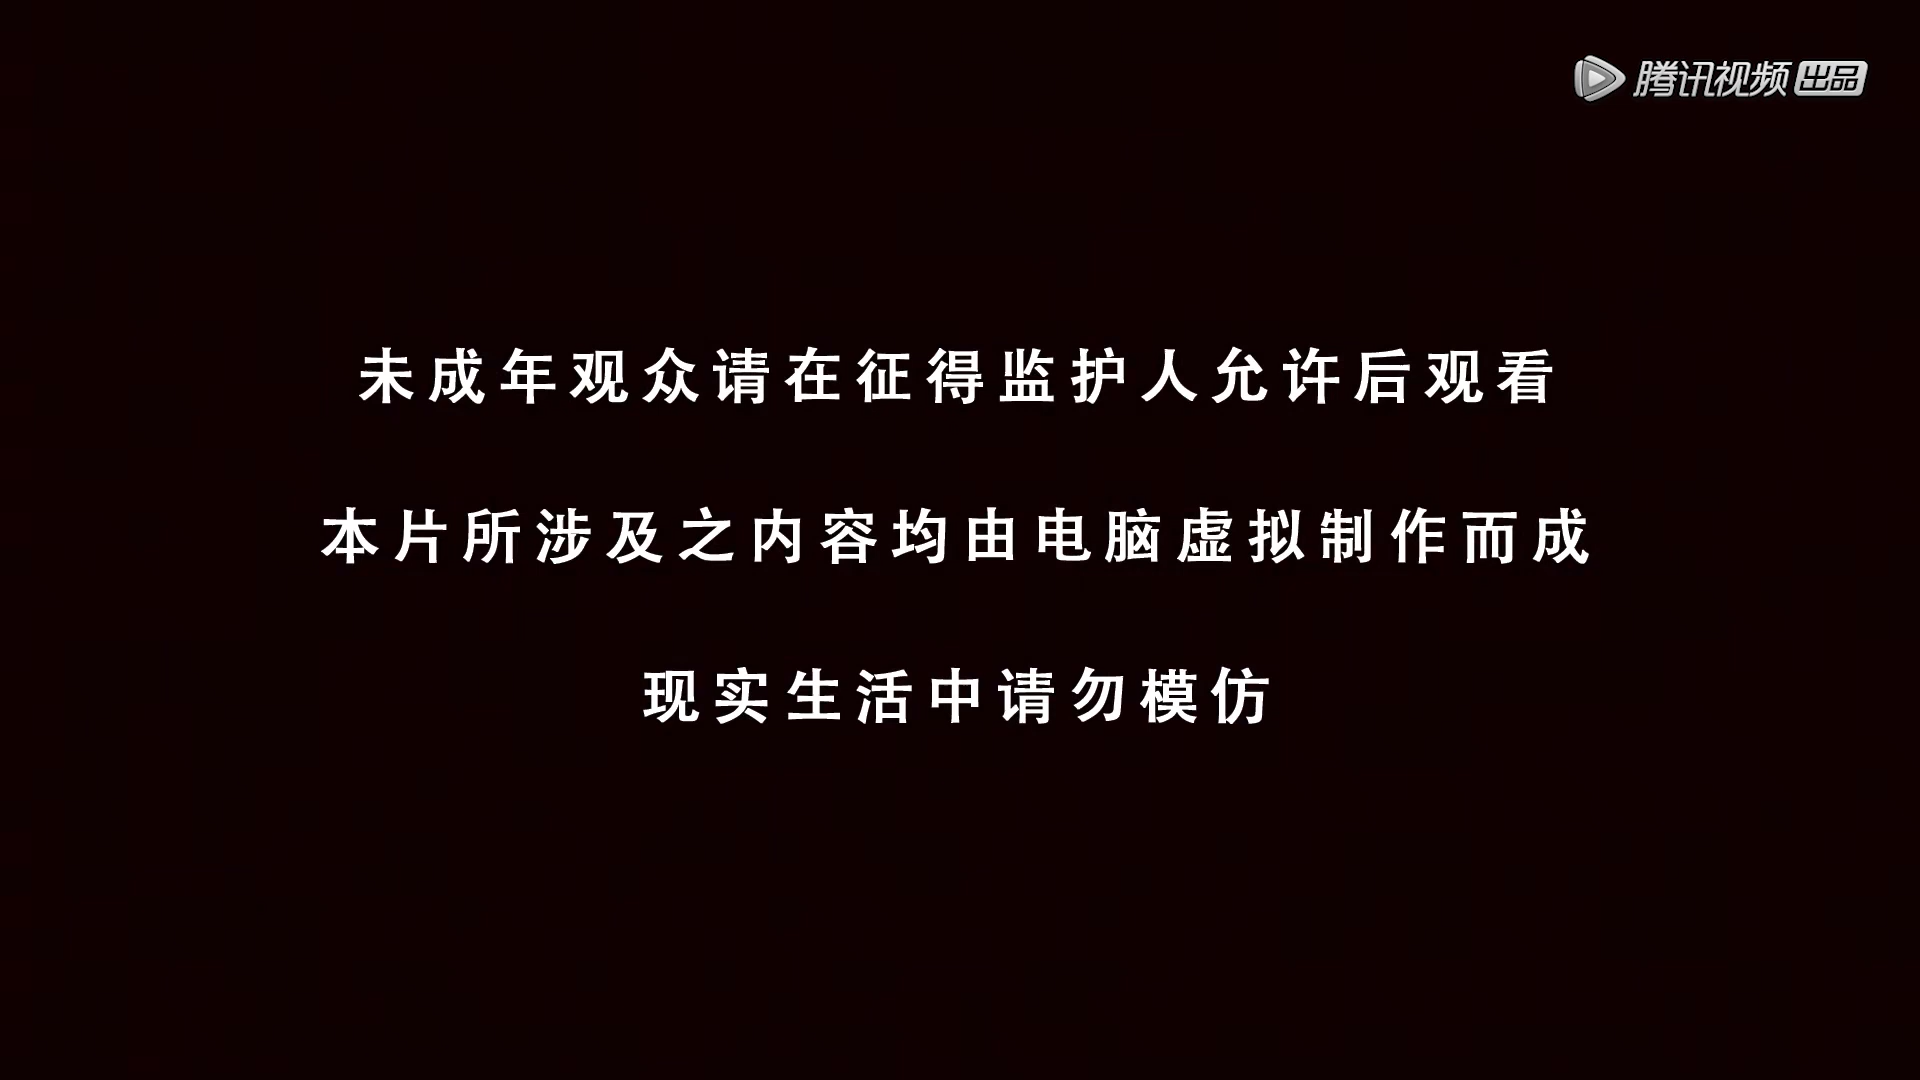 腾讯视频出品
未成年观众请在征得监护人允许后观看
本片所涉及之内容均由电脑虚拟制作而成
现实生活中请勿模仿